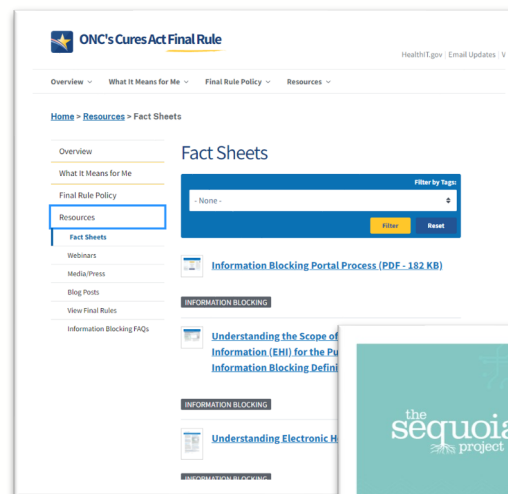 ONC's Cures Act Final Rule
HealthIT.gov | Email Updates | V
Overview What It Means for Me Final Rule Policy Resources
Home > Resources > Fact Sheets
Overview
What It Means for Me
Final Rule Policy
Resources
Fact Sheets
Webinars
Media/Press
Blog Posts
View Final Rules
Information Blocking FAQs
Fact Sheets
Filter by Tags:
- None -
Filter Reset
Information Blocking Portal Process (PDF - 182 KB)
INFORMATION BLOCKING
Understanding the Scope of
Information (EHI) for the Pu
Information Blocking Defini
INFORMATION BLOCKING
Understanding Electronic H
INFORMATION BLOCKING
the
sequoia
project